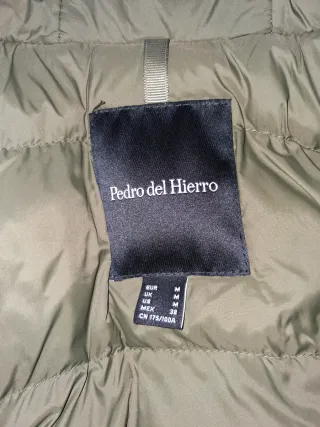 Pedro del Hierro
EUR M
UK M
US M
MEX 38
CN 175/100A